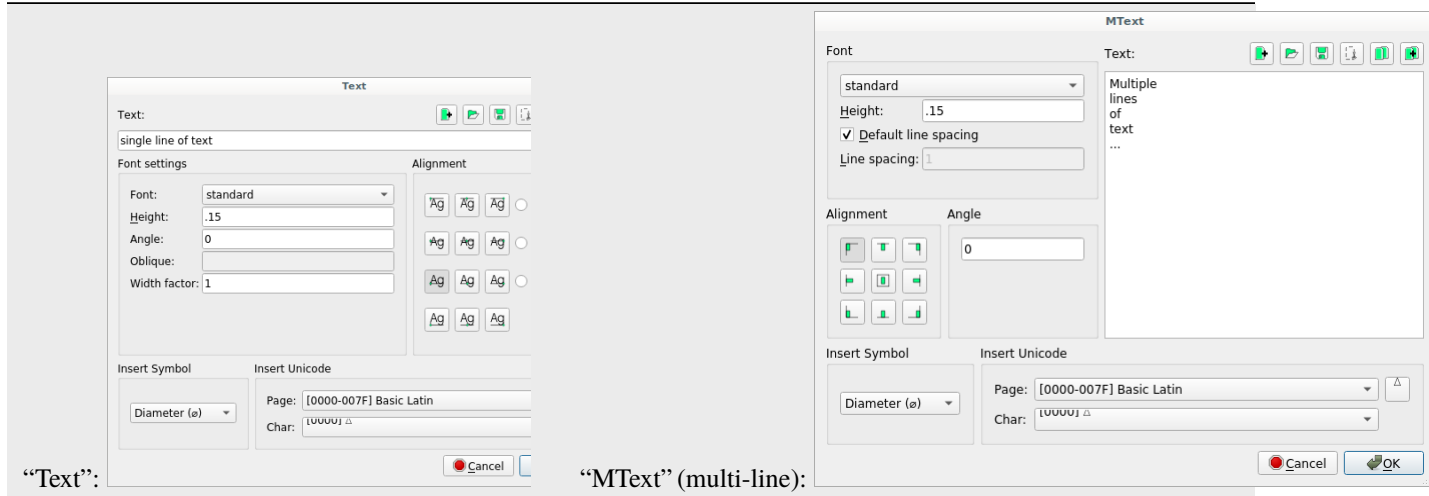 Text
Text:
single line of text
Font settings
Alignment
Font: standard
Height: .15
Angle: 0
Oblique:
Width factor: 1
Ag Ag Ag
Ag Ag Ag
Ag Ag Ag
Ag Ag Ag
Insert Symbol
Insert Unicode
Diameter (⌀)
Page: [0000-007F] Basic Latin
Char: [0000] △
Cancel
“Text”:
MText
Font
standard
Height: .15
Default line spacing
Line spacing: 1
Text:
Multiple
lines
of
text
...
Alignment
Angle
0
Insert Symbol
Insert Unicode
Diameter (⌀)
Page: [0000-007F] Basic Latin
△
Char: [0000] △
Cancel
OK
“MText” (multi-line):